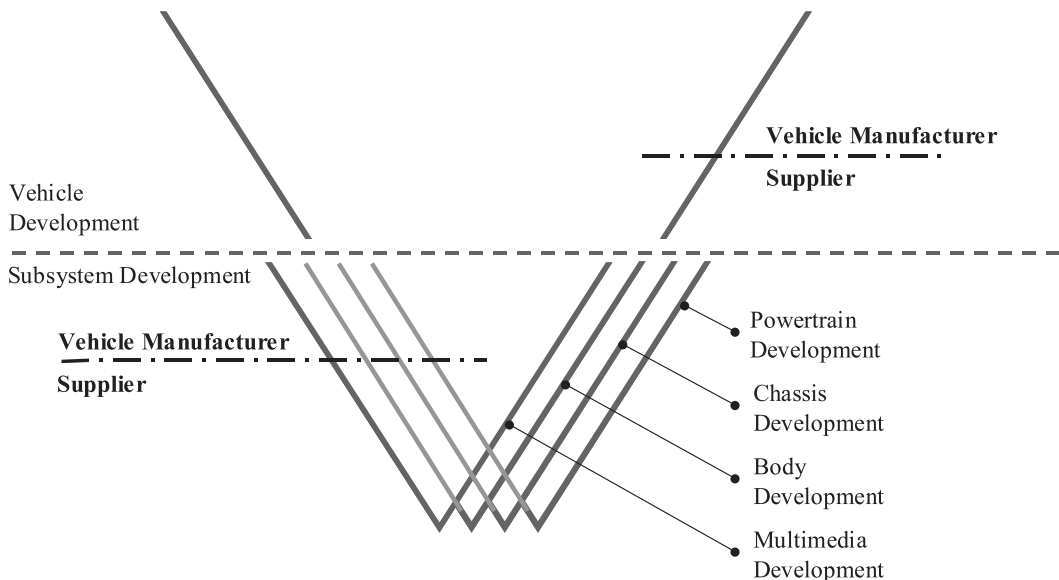 Vehicle Manufacturer
Supplier
Vehicle
Development
Subsystem Development
Vehicle Manufacturer
Supplier
Powertrain
Development
Chassis
Development
Body
Development
Multimedia
Development